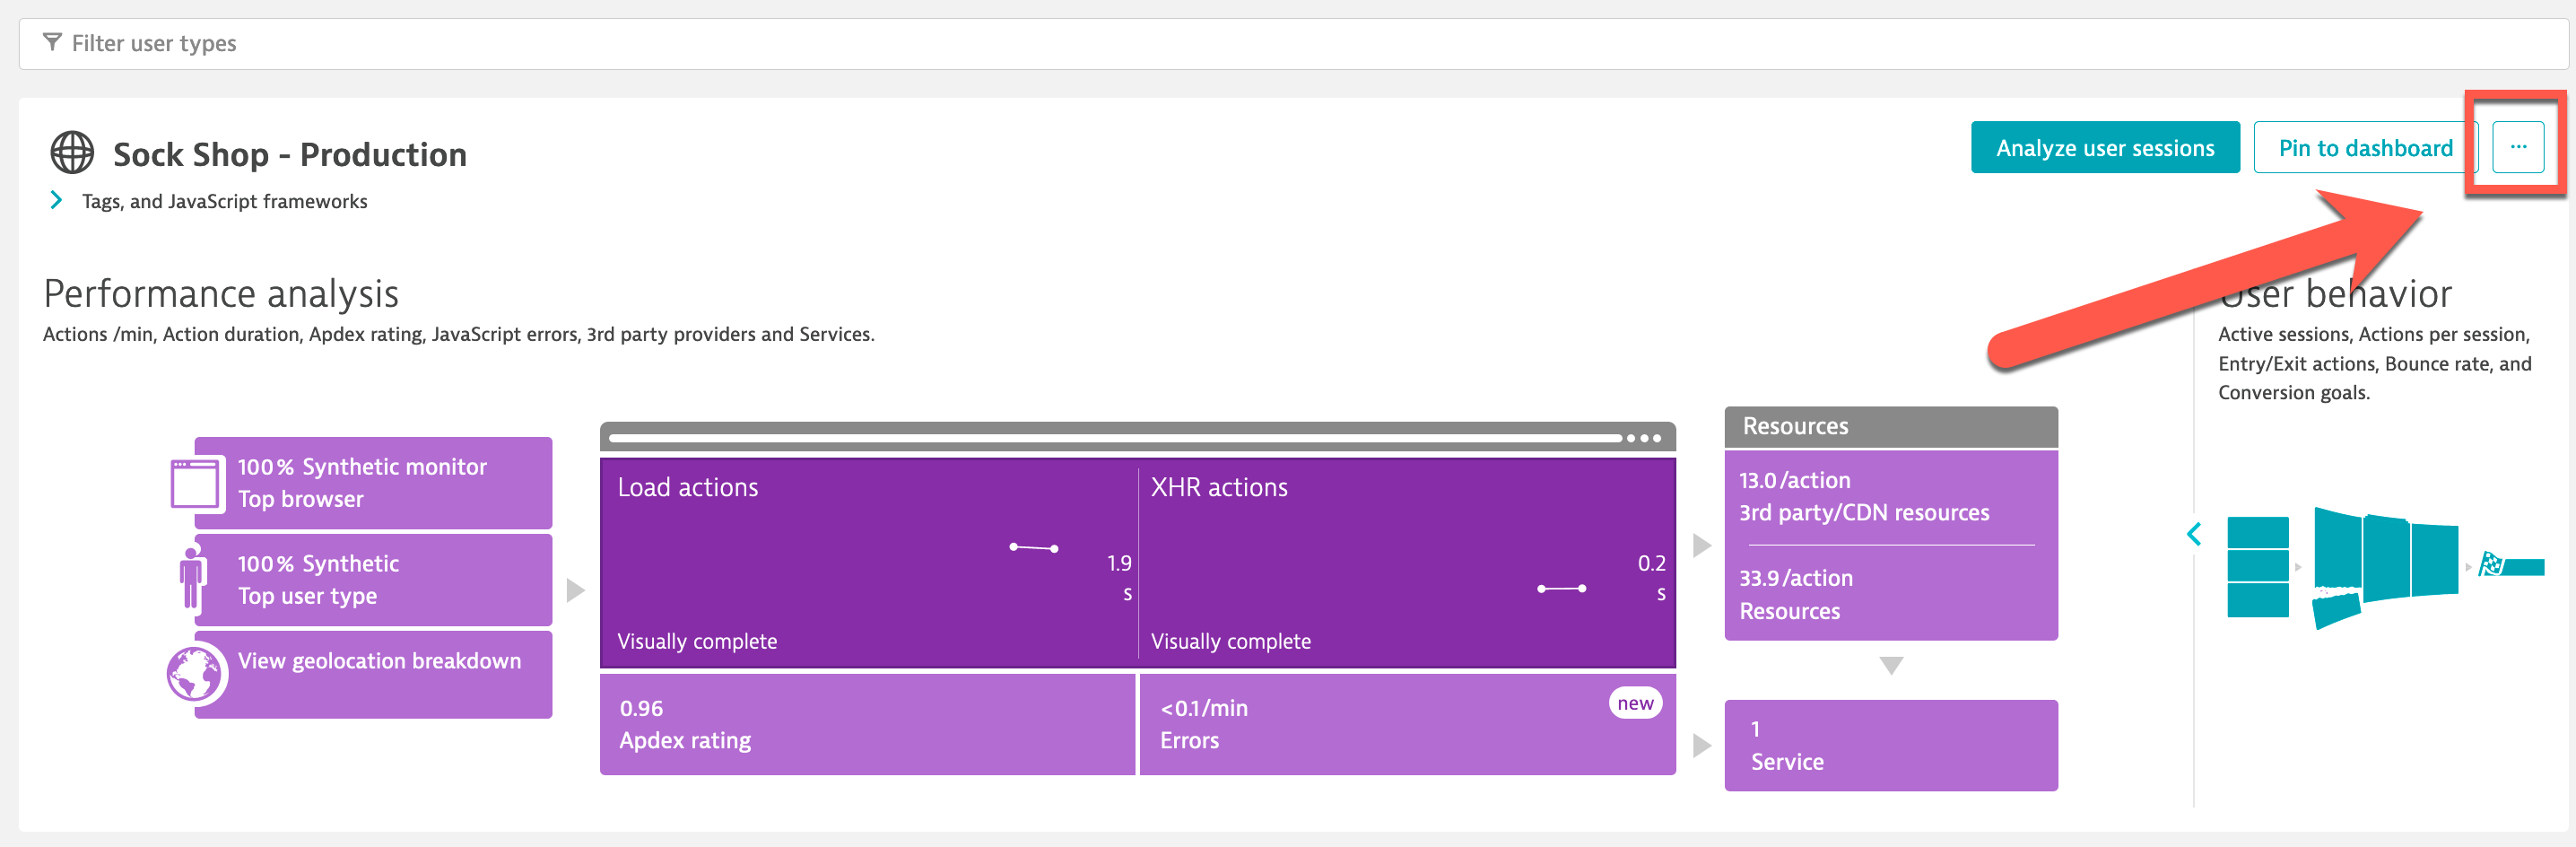 Filter user types
Sock Shop - Production
Analyze user sessions
Pin to dashboard
...
Tags, and JavaScript frameworks
Performance analysis
Actions /min, Action duration, Apdex rating, JavaScript errors, 3rd party providers and Services.
User behavior
Active sessions, Actions per session,
Entry/Exit actions, Bounce rate, and
Conversion goals.
100% Synthetic monitor
Top browser
100% Synthetic
Top user type
View geolocation breakdown
Load actions
1.9
s
Visually complete
XHR actions
0.2
s
Visually complete
0.96
Apdex rating
<0.1/min
Errors
new
Resources
13.0/action
3rd party/CDN resources
33.9/action
Resources
1
Service